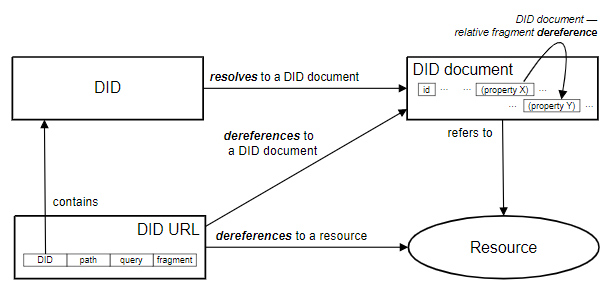 DID document —
relative fragment dereference
DID
resolves to a DID document
DID document
id ... ... (property X) ...
... (property Y) ...
dereferences to
a DID document
refers to
contains
DID URL
DID path query fragment
dereferences to a resource
Resource